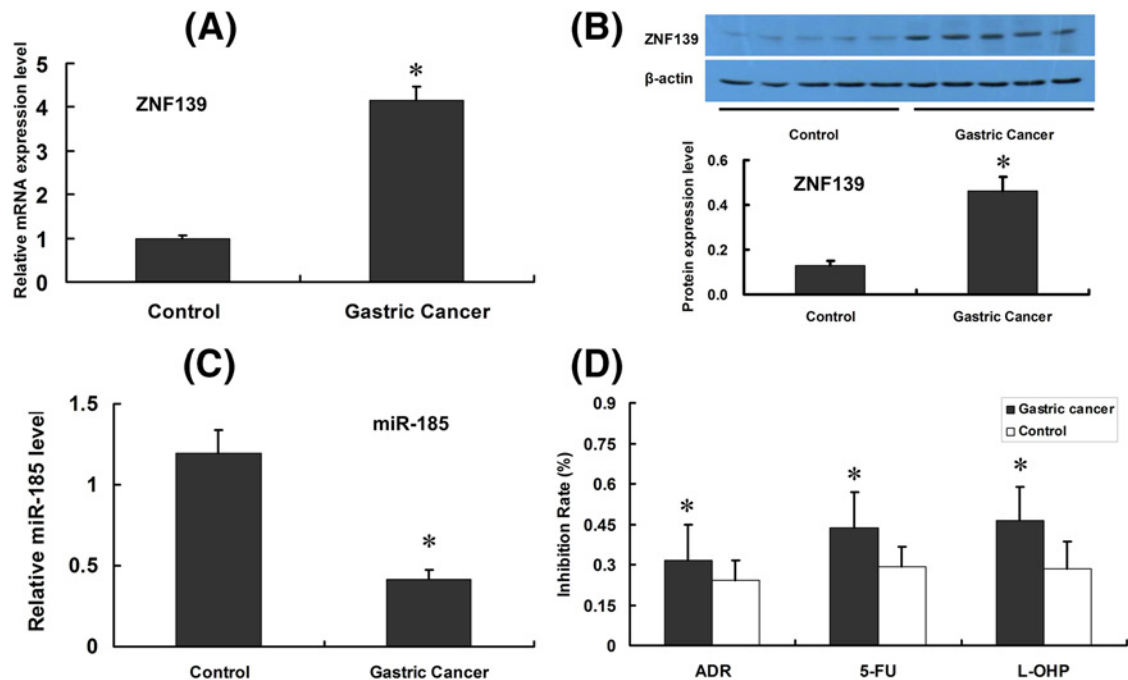 (A)
Relative mRNA expression level
5
4
3
2
1
0
ZNF139
*
Control
Gastric Cancer
(B)
ZNF139
β-actin
Control
Gastric Cancer
Protein expression level
0.6
0.4
0.2
0.0
ZNF139
*
Control
Gastric Cancer
(C)
Relative miR-185 level
1.5
1
0.5
0
miR-185
*
Control
Gastric Cancer
(D)
Inhibition Rate (%)
0.9
0.75
0.6
0.45
0.3
0.15
0
Gastric cancer
Control
*
*
*
ADR
5-FU
L-OHP